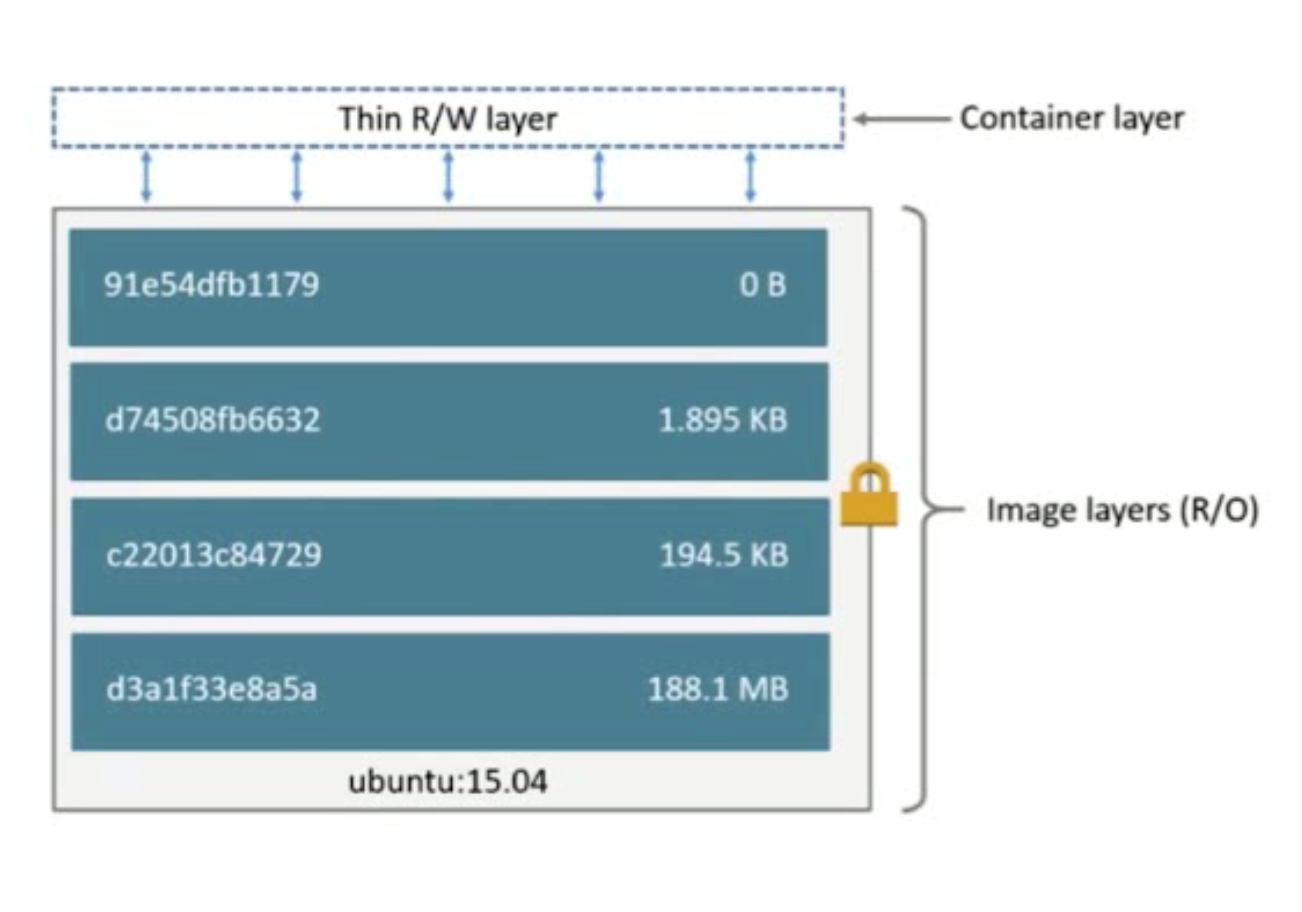 Thin R/W layer
Container layer
91e54dfb1179 0 B
d74508fb6632 1.895 KB
c22013c84729 194.5 KB
Image layers (R/O)
d3a1f33e8a5a 188.1 MB
ubuntu:15.04